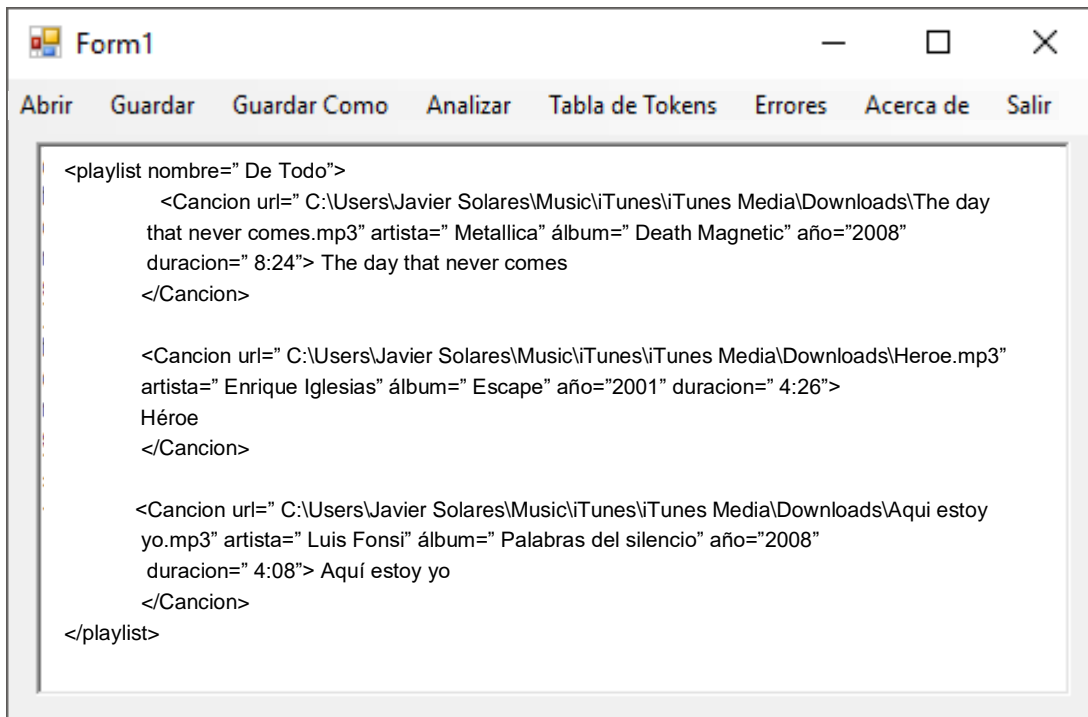 Form1
Abrir Guardar Guardar Como Analizar Tabla de Tokens Errores Acerca de Salir
<playlist nombre=” De Todo”>
<Cancion url=” C:\Users\Javier Solares\Music\iTunes\iTunes Media\Downloads\The day
that never comes.mp3” artista=” Metallica” álbum=” Death Magnetic” año=”2008”
duracion=” 8:24”> The day that never comes
</Cancion>
<Cancion url=” C:\Users\Javier Solares\Music\iTunes\iTunes Media\Downloads\Heroe.mp3”
artista=” Enrique Iglesias” álbum=” Escape” año=”2001” duracion=” 4:26”>
Héroe
</Cancion>
<Cancion url=” C:\Users\Javier Solares\Music\iTunes\iTunes Media\Downloads\Aqui estoy
yo.mp3” artista=” Luis Fonsi” álbum=” Palabras del silencio” año=”2008”
duracion=” 4:08”> Aquí estoy yo
</Cancion>
</playlist>